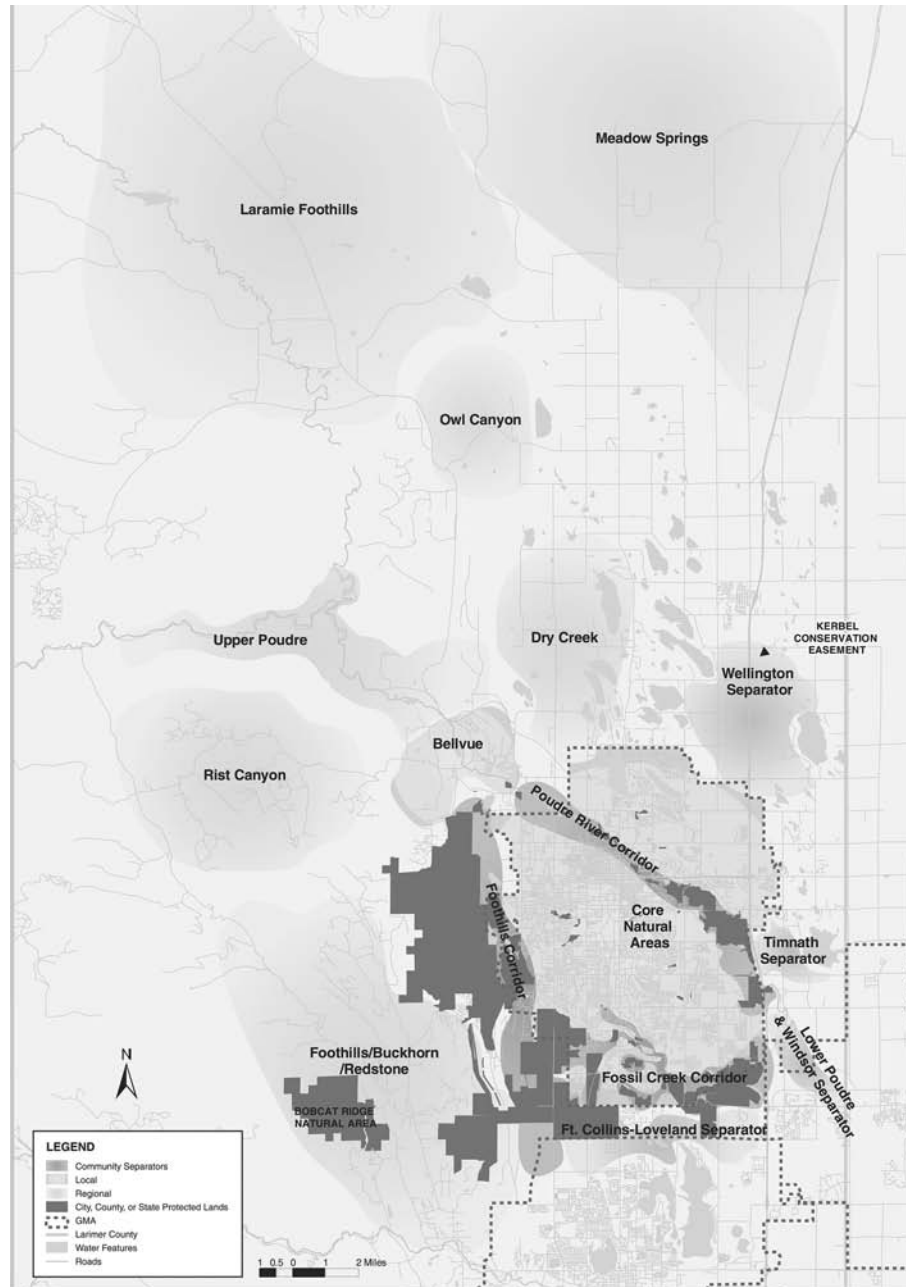 Meadow Springs
Laramie Foothills
Owl Canyon
Upper Poudre
Dry Creek
KERBEL
CONSERVATION
EASEMENT
Wellington
Separator
Bellvue
Rist Canyon
Poudre River Corridor
Foothills Corridor
Core
Natural
Areas
Timnath
Separator
Lower Poudre
& Windsor Separator
Foothills/Buckhorn
/Redstone
Fossil Creek Corridor
BOBCAT RIDGE
NATURAL AREA
Ft. Collins-Loveland Separator
N
LEGEND
Community Separators
Local
Regional
City, County, or State Protected Lands
GMA
Larimer County
Water Features
Roads
1 0.5 0 1 2 Miles